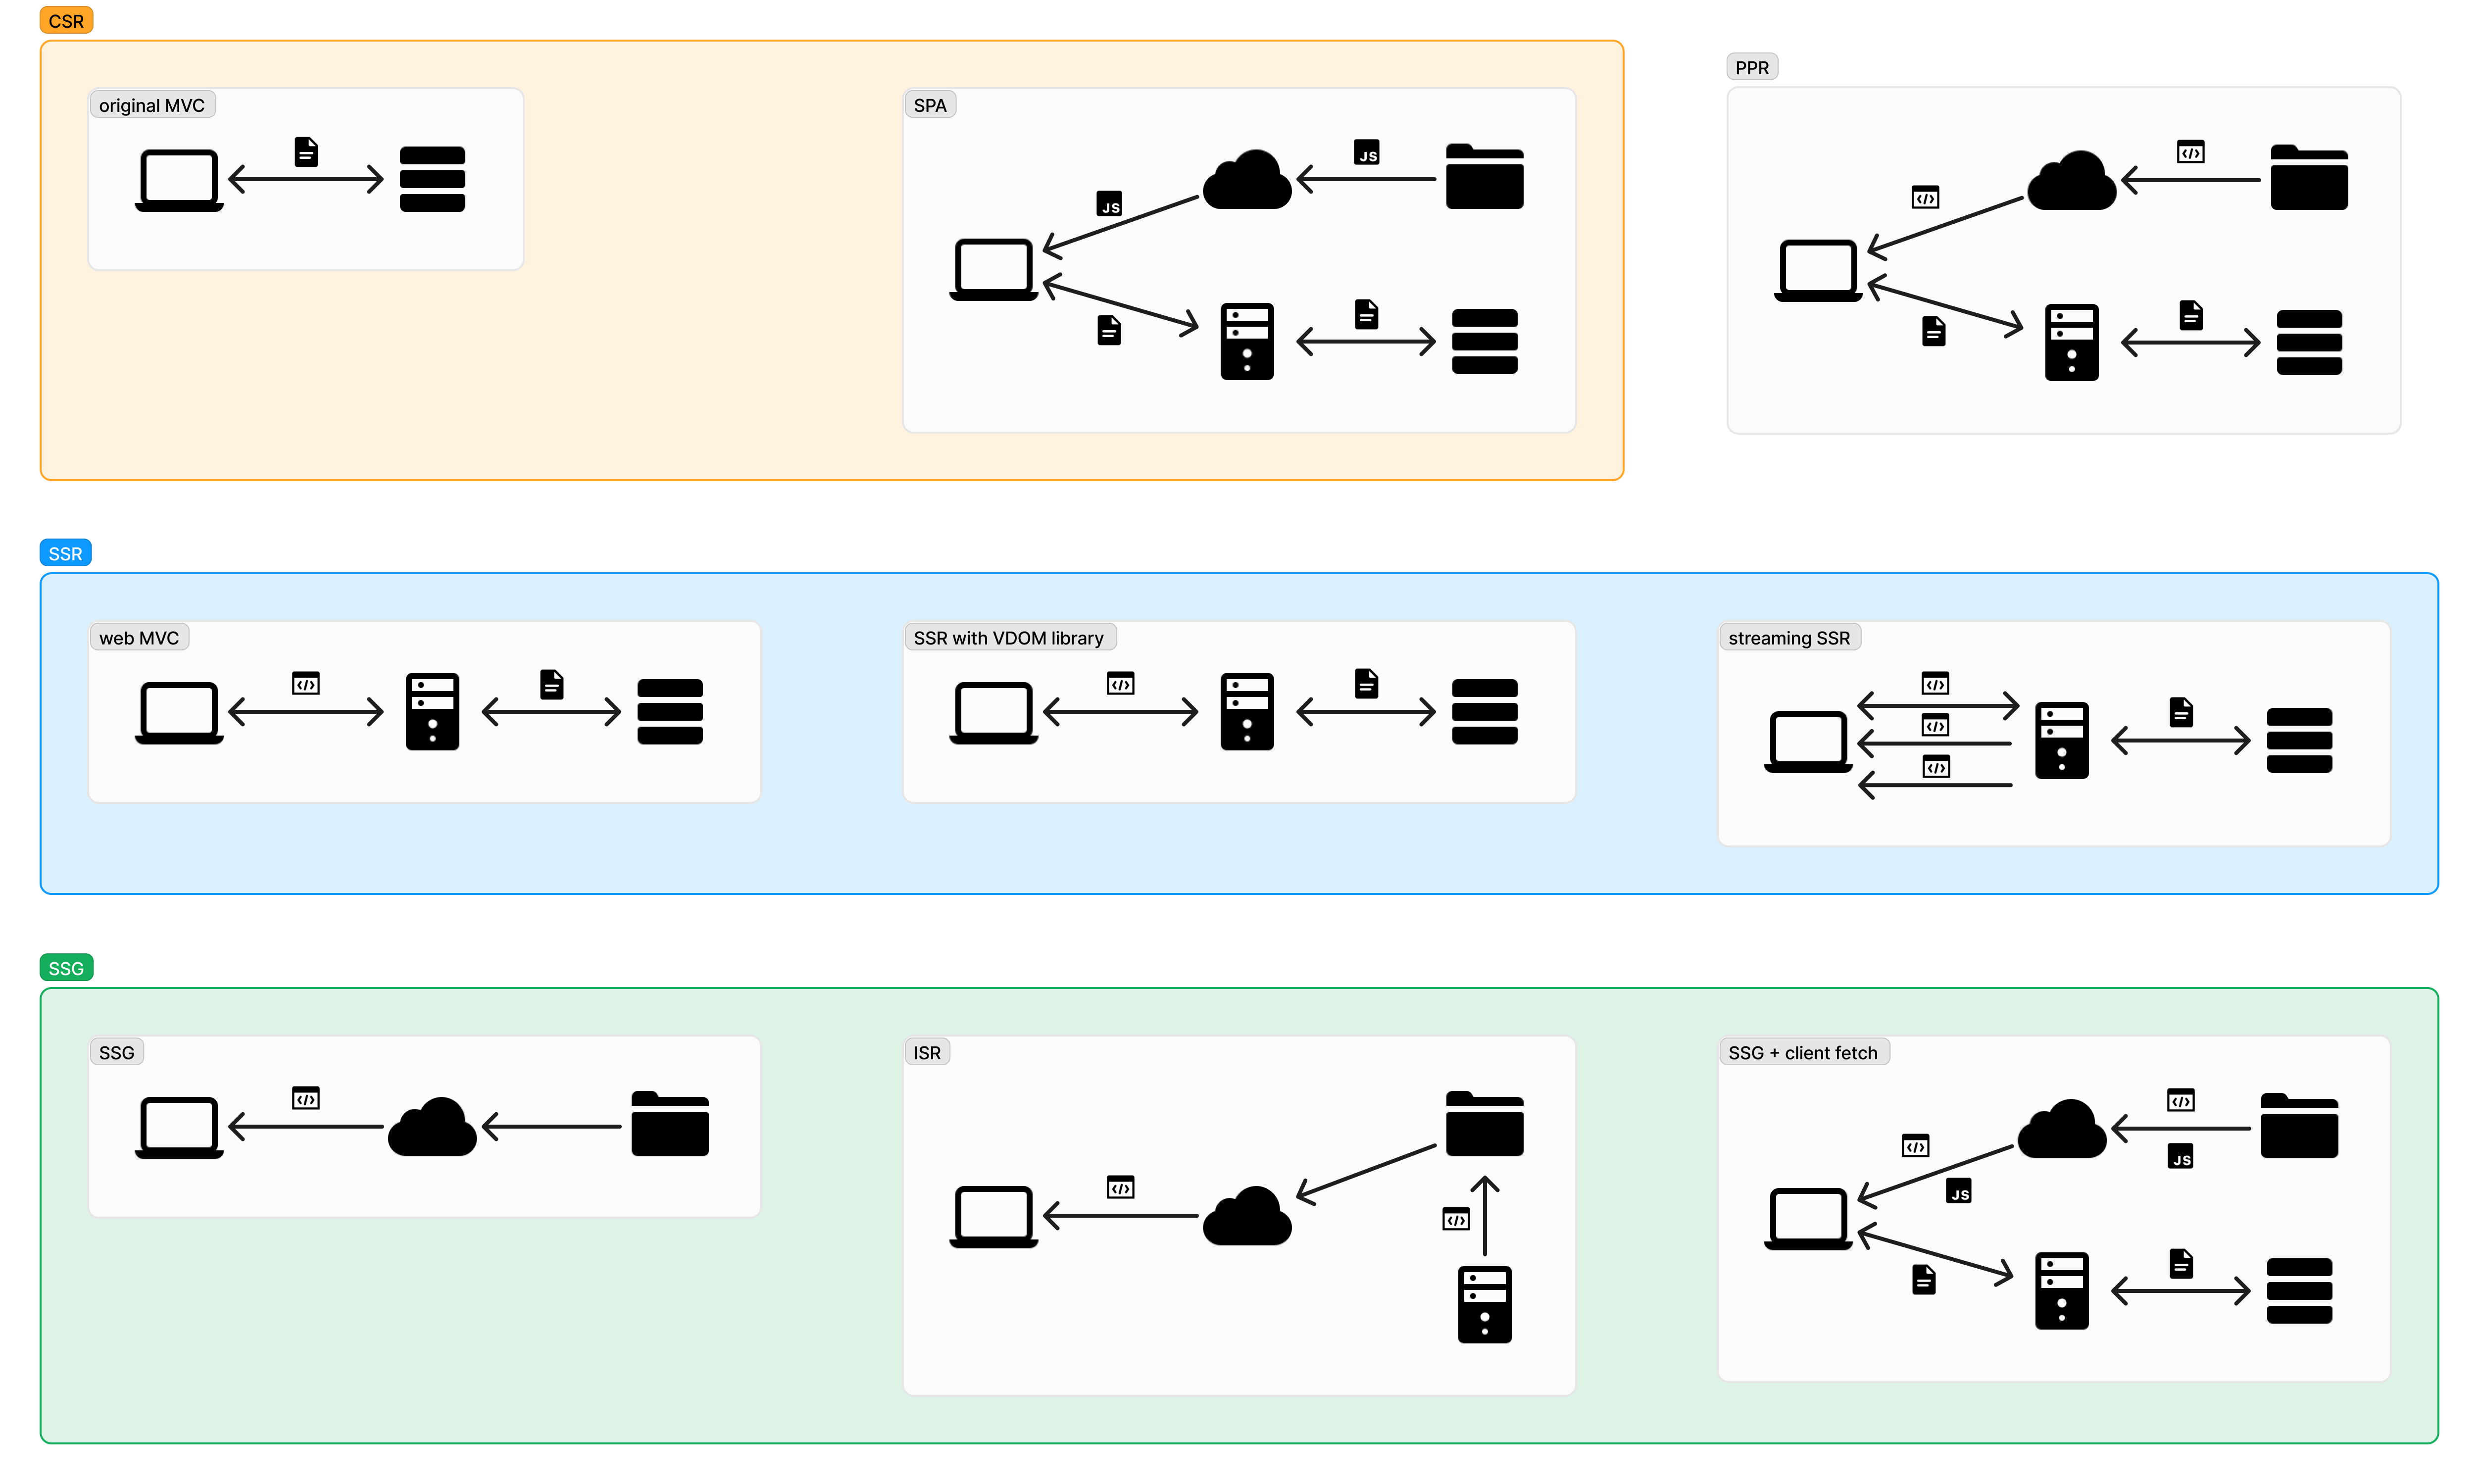 CSR
original MVC
SPA
JS
JS
PPR
SSR
web MVC
SSR with VDOM library
streaming SSR
SSG
SSG
ISR
SSG + client fetch
JS
JS